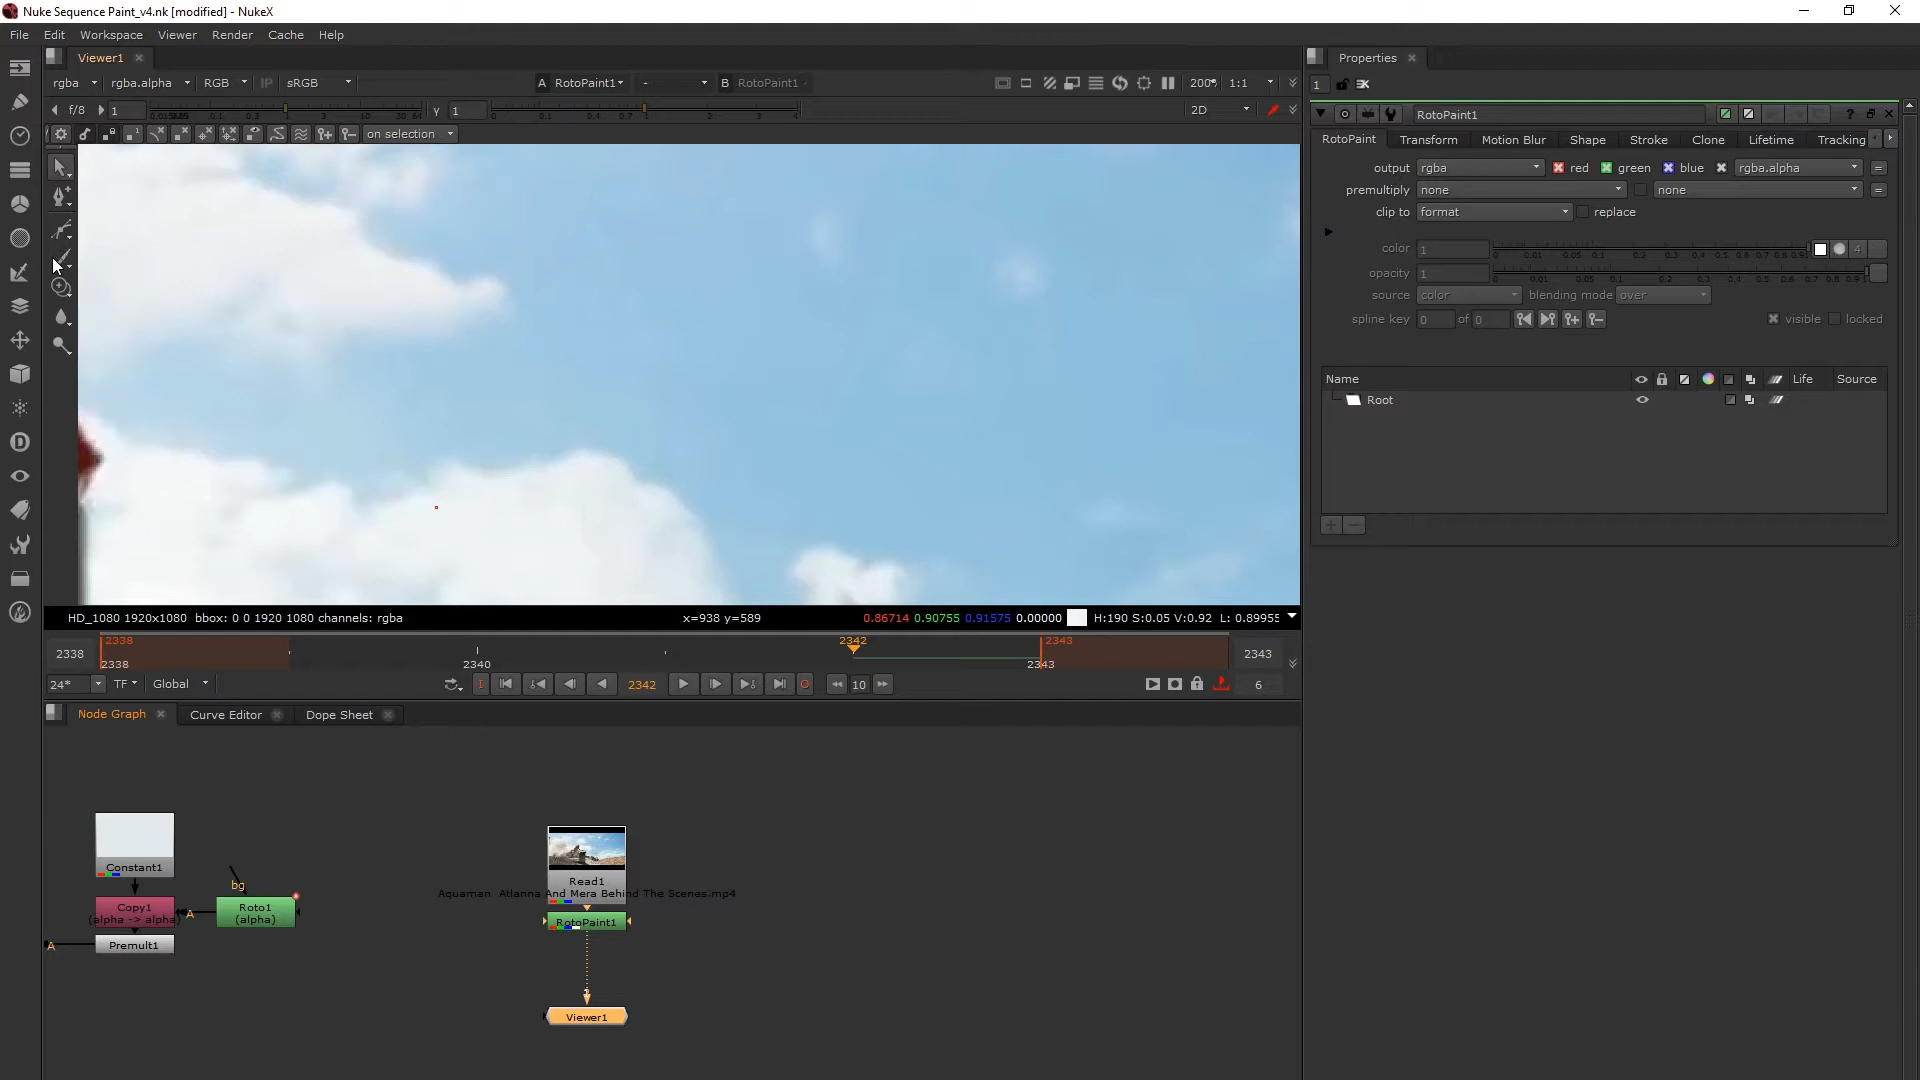 Nuke Sequence Paint_v4.nk [modified] - NukeX
File Edit Workspace Viewer Render Cache Help
Viewer1
rgba rgba.alpha RGB IP sRGB A RotoPaint1 - B RotoPaint1 200 1:1
f/8 1 Y 1 2D
on selection
HD_1080 1920x1080 bbox: 0 0 1920 1080 channels: rgba x=938 y=589 0.86714 0.90755 0.91575 0.00000 H:190 S:0.05 V:0.92 L: 0.89955
2338 2338 2342 2343 2343
2338 2340 2343
24* TF Global 2342 10 6
Node Graph Curve Editor Dope Sheet
Constant1
Copy1
(alpha -> alpha)
Premult1
A
A
bg
Roto1
(alpha)
Read1
Aquaman Atlanna And Mera Behind The Scenes.mp4
RotoPaint1
Viewer1
Properties
1
RotoPaint1
RotoPaint Transform Motion Blur Shape Stroke Clone Lifetime Tracking
output rgba red green blue rgba.alpha =
premultiply none none =
clip to format replace
color 1 4
opacity 1
source color blending mode over
spline key 0 of 0 visible locked
Name Life Source
Root